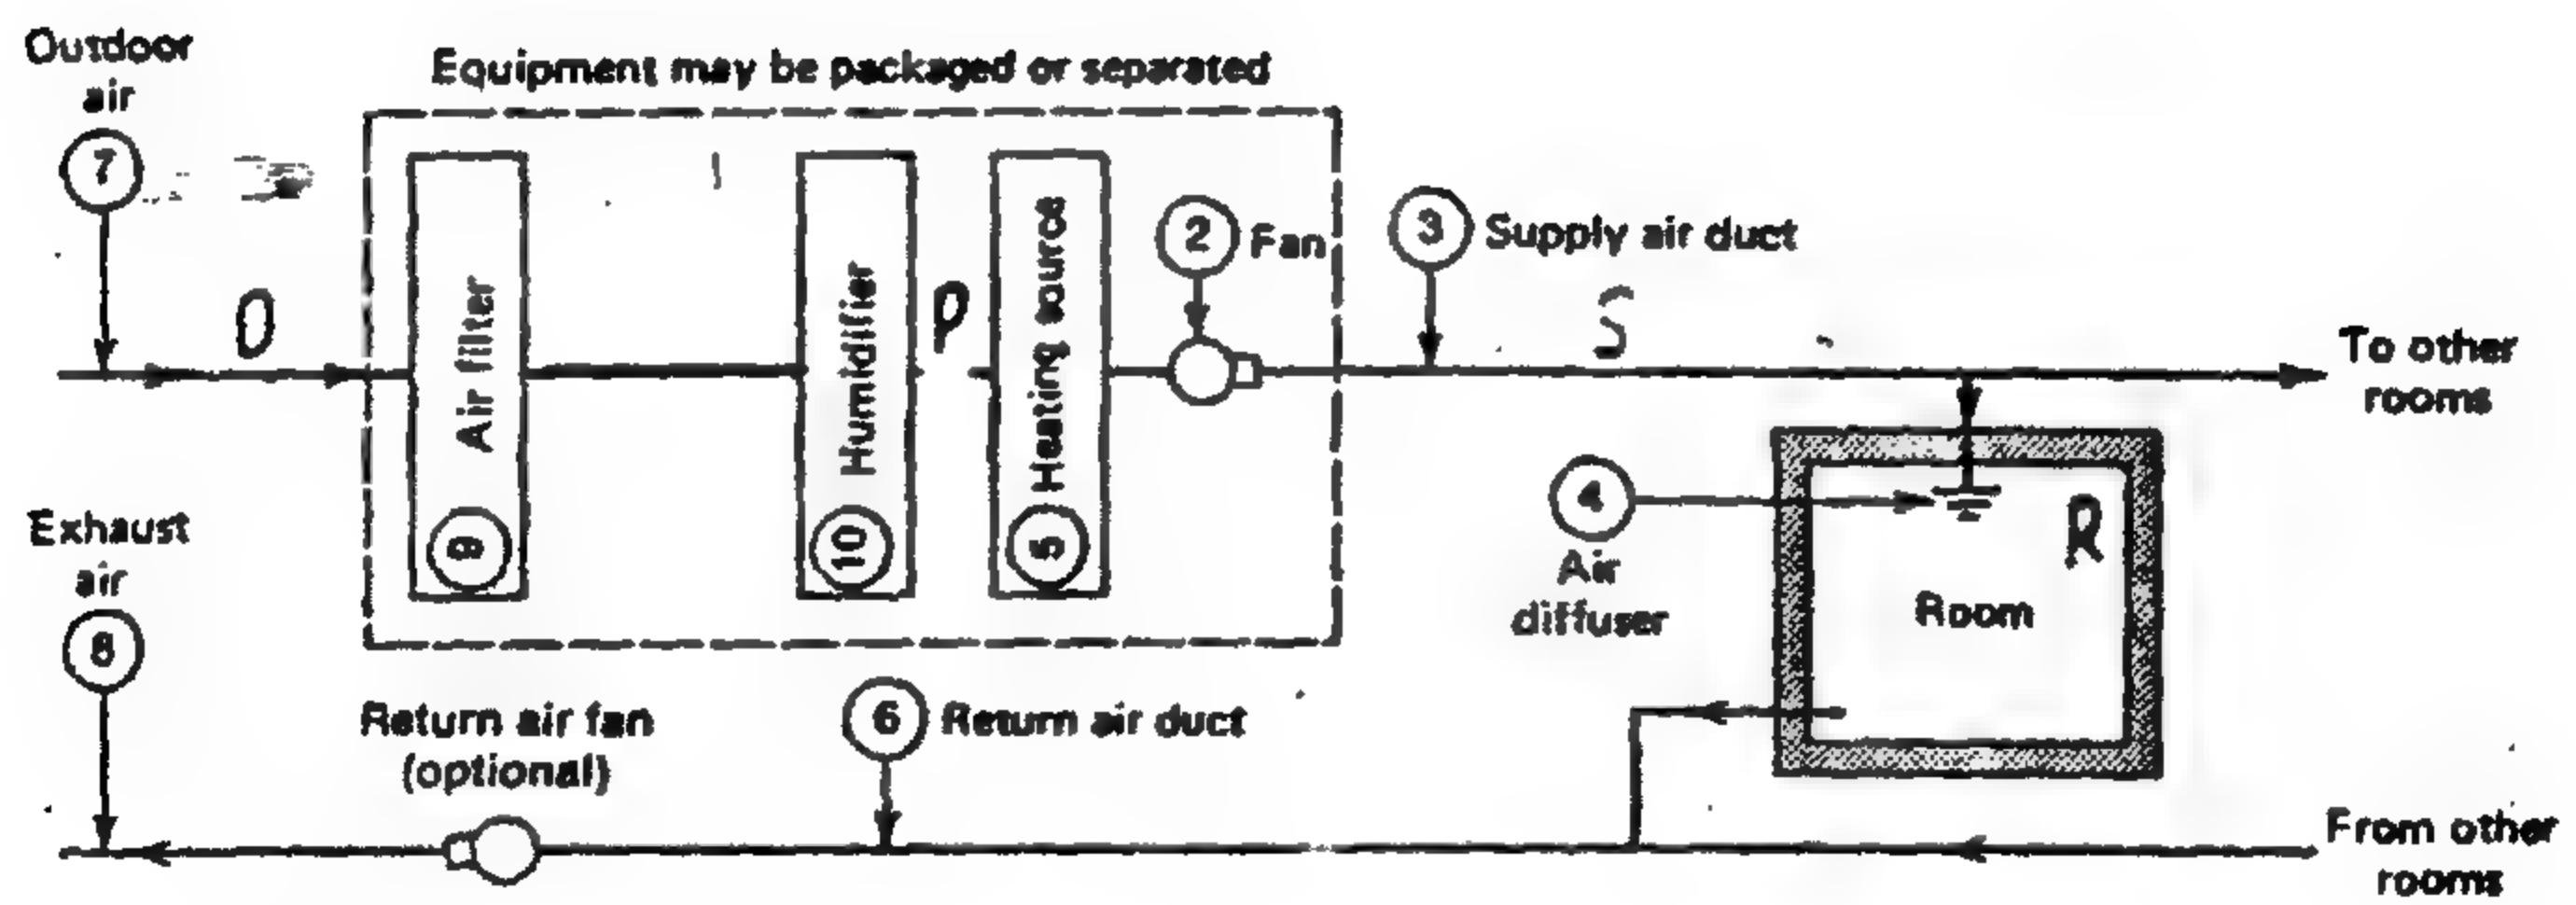 Outdoor
air
7
O
Equipment may be packaged or separated
Air filter
9
Humidifier
10
P
Heating source
5
2 Fan
3 Supply air duct
S
To other
rooms
4
Air
diffuser
R
Room
Exhaust
air
8
Return air fan
(optional)
6 Return air duct
From other
rooms